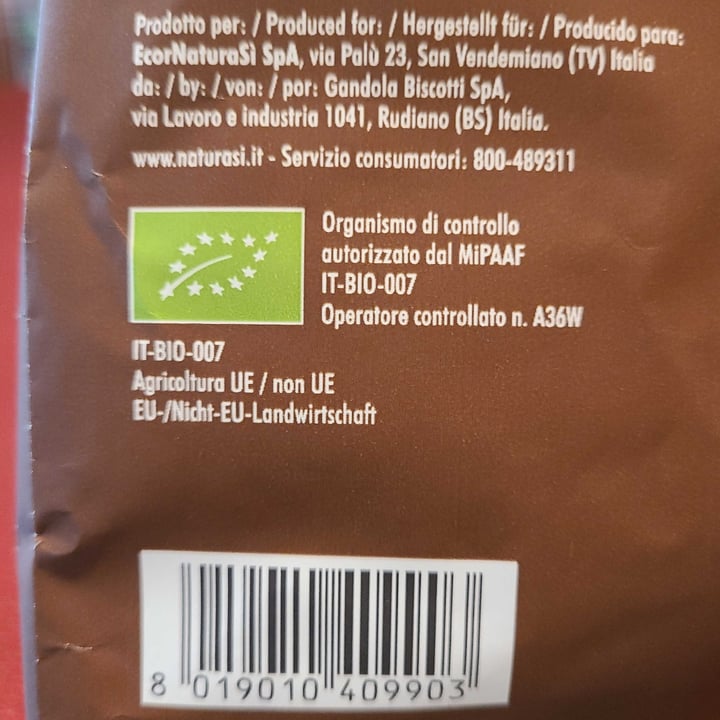 Prodotto per: / Produced for: / Hergestellt für: / Producido para:
EcorNaturaSì SpA, via Palù 23, San Vendemiano (TV) Italia
da: / by: / von: / por: Gandola Biscotti SpA,
via Lavoro e industria 1041, Rudiano (BS) Italia.
www.naturasi.it - Servizio consumatori: 800-489311
Organismo di controllo
autorizzato dal MiPAAF
IT-BIO-007
Operatore controllato n. A36W
IT-BIO-007
Agricoltura UE / non UE
EU-/Nicht-EU-Landwirtschaft
8 019010 409903